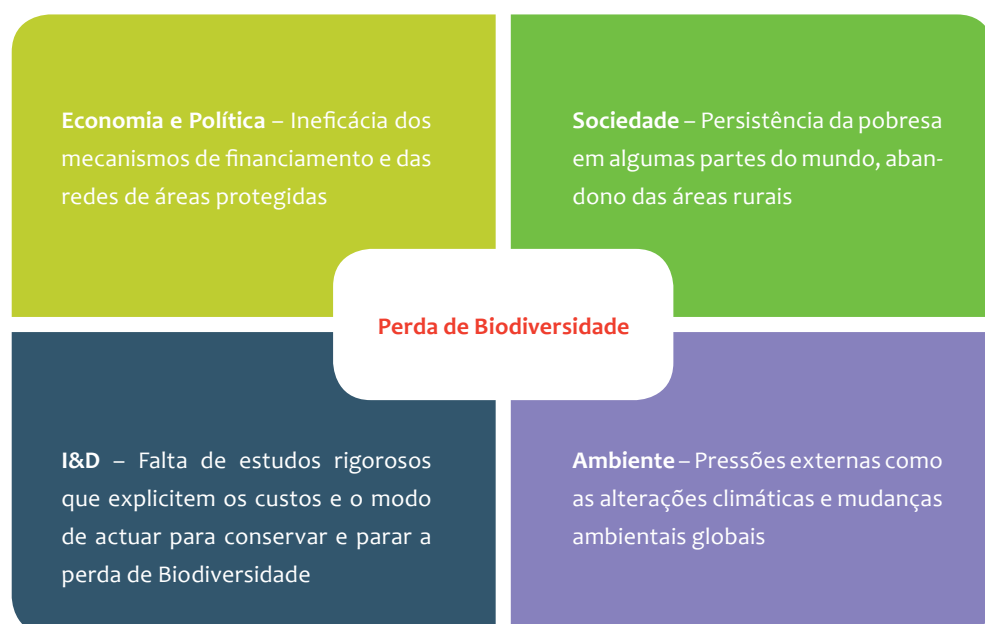 Economia e Política – Ineficácia dos
mecanismos de financiamento e das
redes de áreas protegidas
Sociedade – Persistência da pobresa
em algumas partes do mundo, aban-
dono das áreas rurais
Perda de Biodiversidade
I&D – Falta de estudos rigorosos
que explicitem os custos e o modo
de actuar para conservar e parar a
perda de Biodiversidade
Ambiente – Pressões externas como
as alterações climáticas e mudanças
ambientais globais